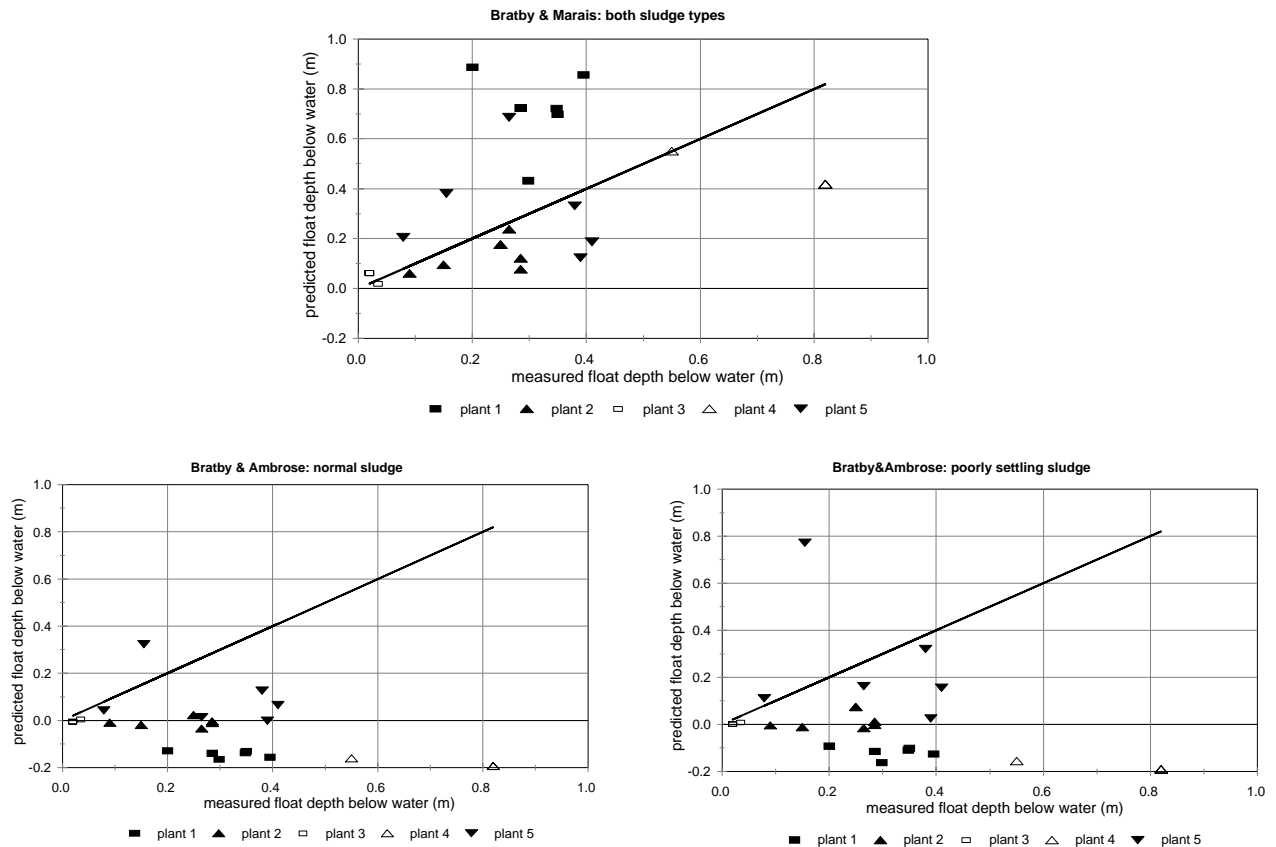 Bratby & Marais: both sludge types
predicted float depth below water (m)
1.0
0.8
0.6
0.4
0.2
0.0
-0.2
0.0 0.2 0.4 0.6 0.8 1.0
measured float depth below water (m)
plant 1 plant 2 plant 3 plant 4 plant 5
Bratby & Ambrose: normal sludge
predicted float depth below water (m)
1.0
0.8
0.6
0.4
0.2
0.0
-0.2
0.0 0.2 0.4 0.6 0.8 1.0
measured float depth below water (m)
plant 1 plant 2 plant 3 plant 4 plant 5
Bratby&Ambrose: poorly settling sludge
predicted float depth below water (m)
1.0
0.8
0.6
0.4
0.2
0.0
-0.2
0.0 0.2 0.4 0.6 0.8 1.0
measured float depth below water (m)
plant 1 plant 2 plant 3 plant 4 plant 5